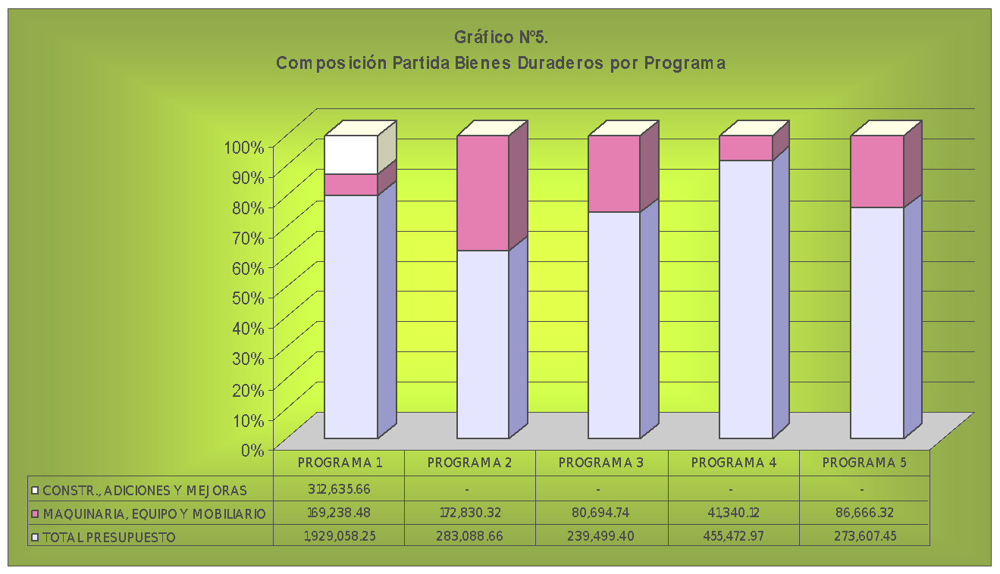 Gráfico Nº5.
Composición Partida Bienes Duraderos por Programa
100%
90%
80%
70%
60%
50%
40%
30%
20%
10%
0%
PROGRAMA 1 PROGRAMA 2 PROGRAMA 3 PROGRAMA 4 PROGRAMA 5
CONSTR., ADICIONES Y MEJORAS 312,635.66 - - - -
MAQUINARIA, EQUIPO Y MOBILIARIO 169,238.48 172,830.32 80,694.74 41,340.12 86,666.32
TOTAL PRESUPUESTO 1,929,058.25 283,088.66 239,499.40 455,472.97 273,607.45